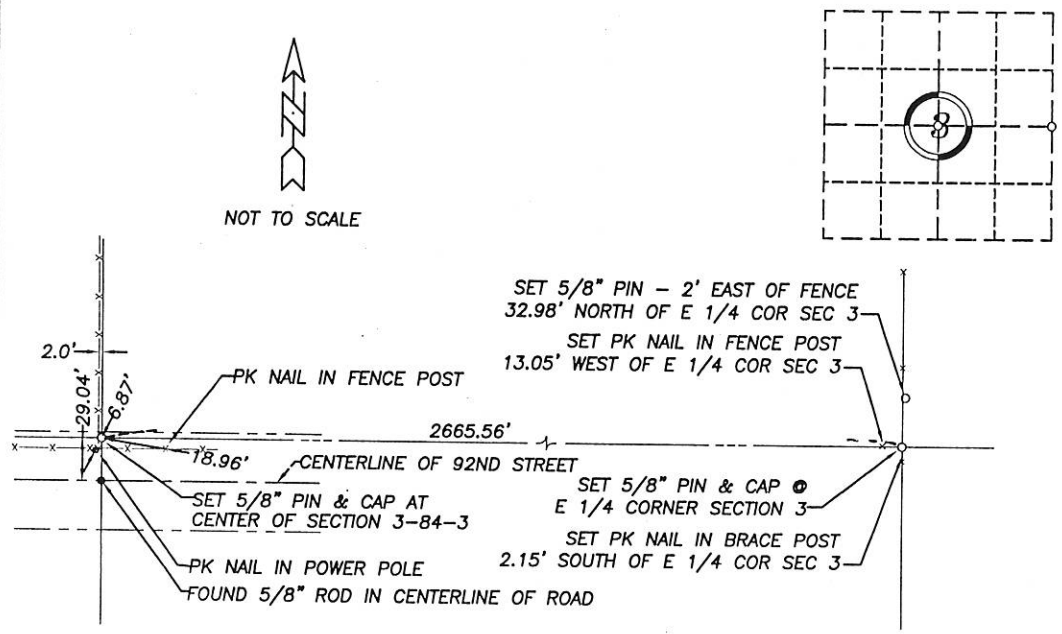 N
3
NOT TO SCALE
SET 5/8" PIN – 2' EAST OF FENCE
32.98' NORTH OF E 1/4 COR SEC 3
SET PK NAIL IN FENCE POST
13.05' WEST OF E 1/4 COR SEC 3
2.0'
29.04'
6.87'
PK NAIL IN FENCE POST
2665.56'
18.96'
CENTERLINE OF 92ND STREET
SET 5/8" PIN & CAP AT
CENTER OF SECTION 3-84-3
SET 5/8" PIN & CAP @
E 1/4 CORNER SECTION 3
SET PK NAIL IN BRACE POST
2.15' SOUTH OF E 1/4 COR SEC 3
PK NAIL IN POWER POLE
FOUND 5/8" ROD IN CENTERLINE OF ROAD